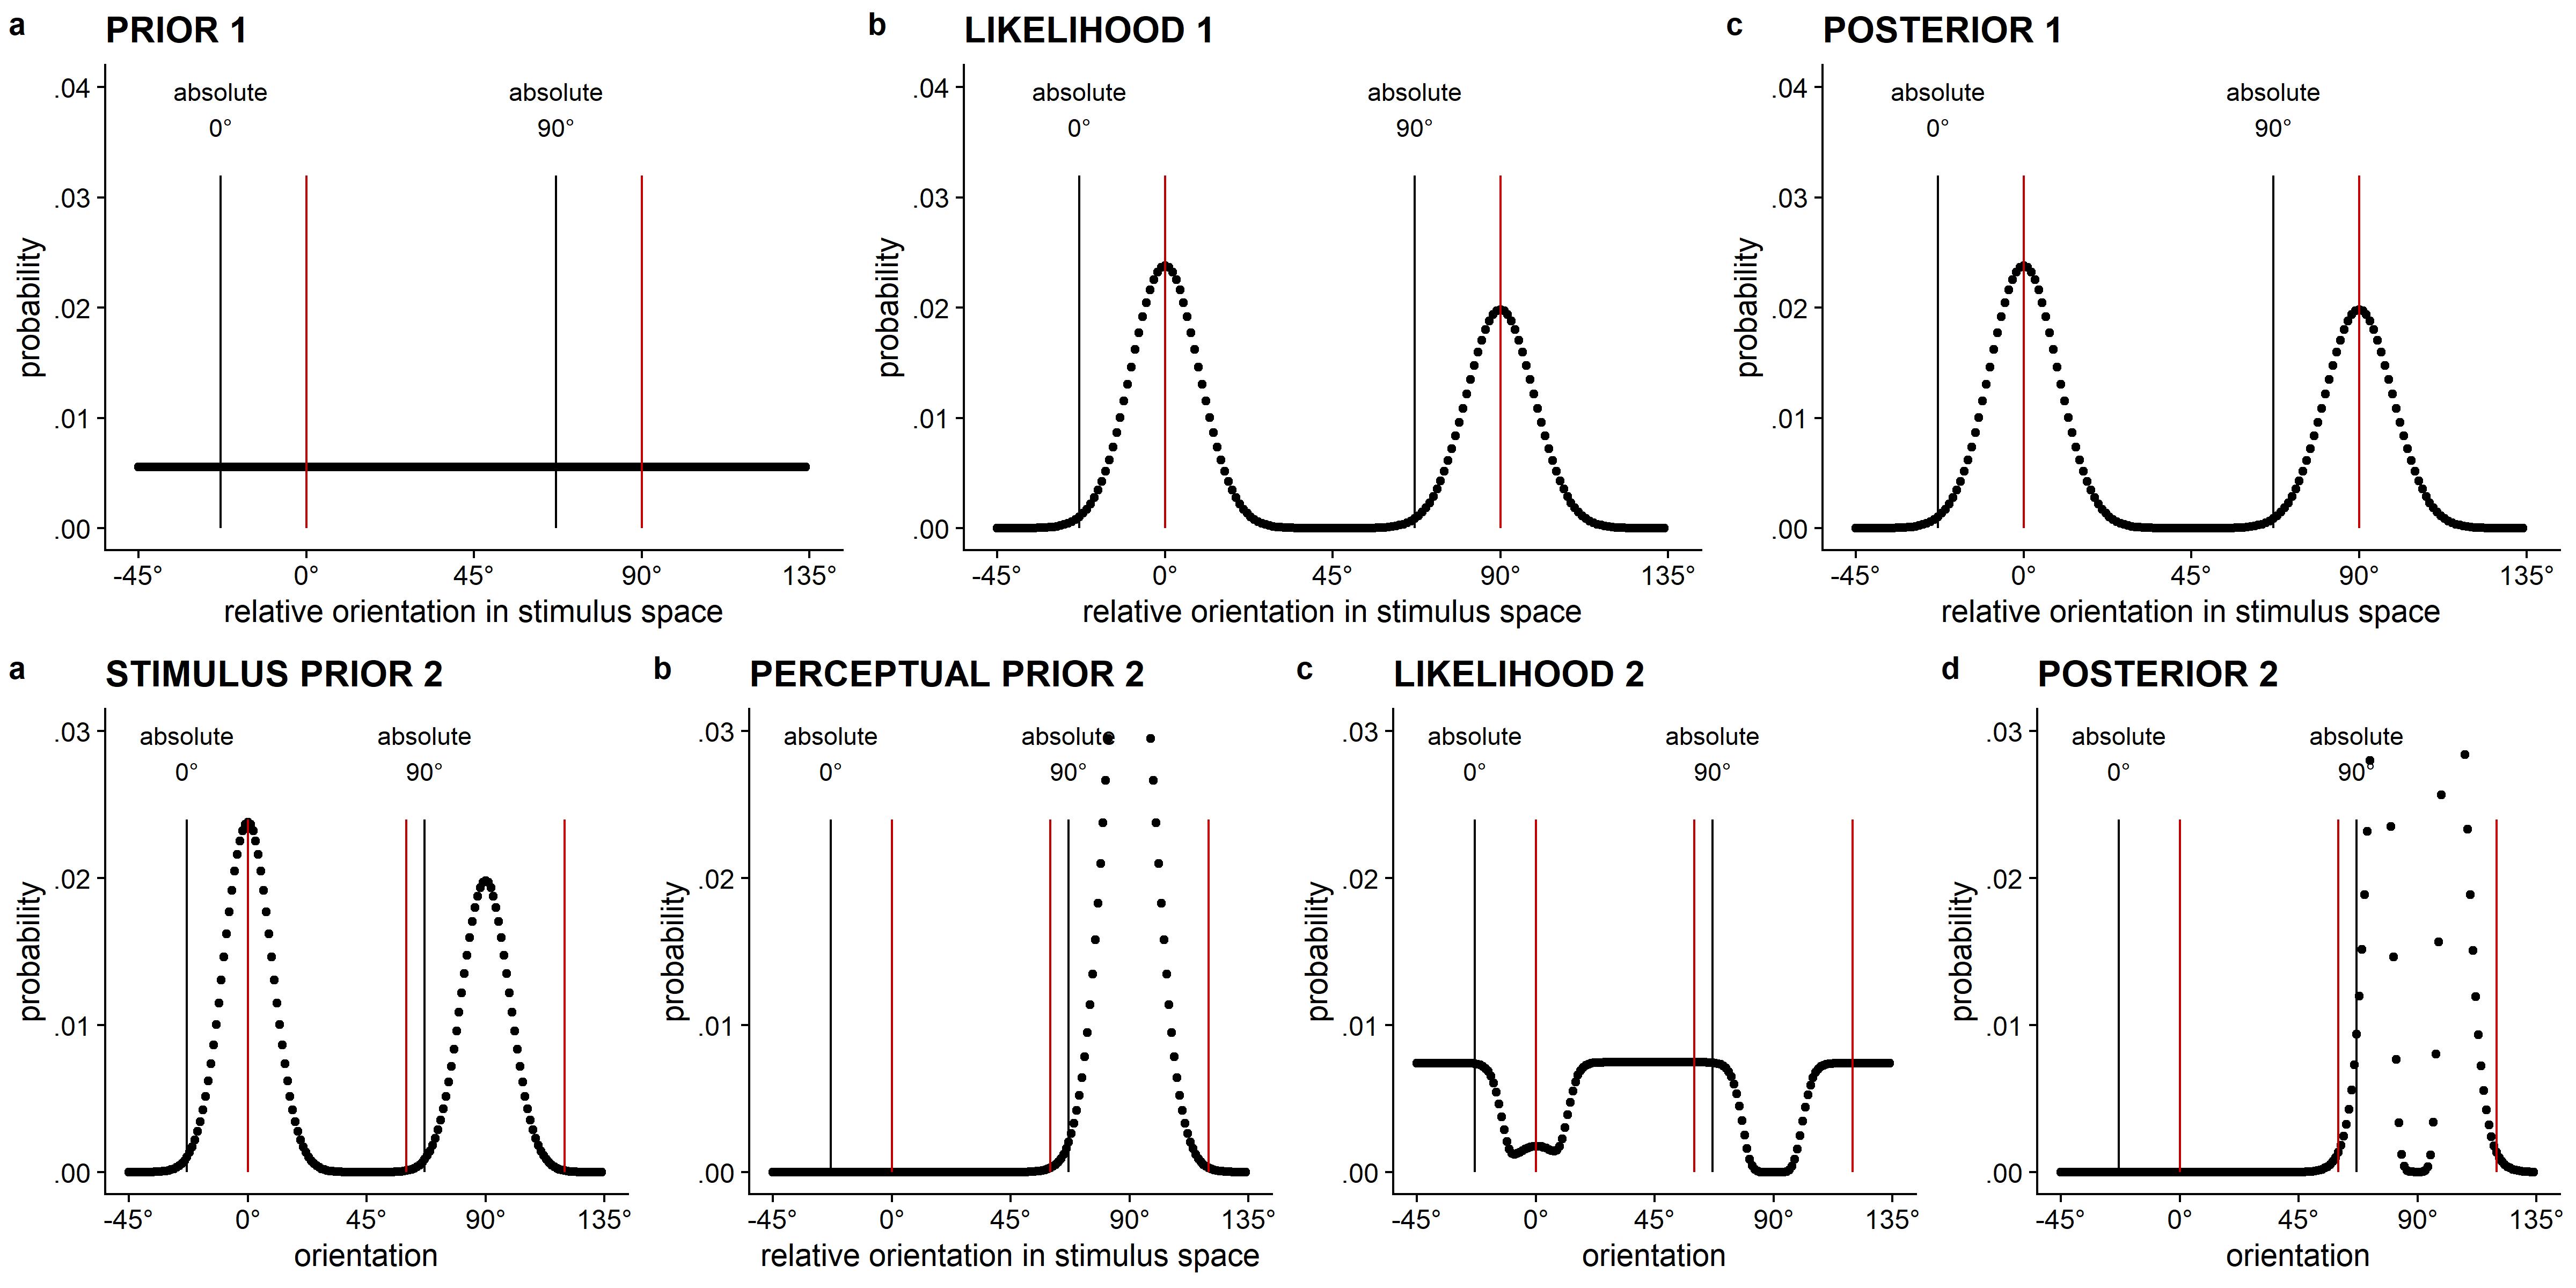 a PRIOR 1
absolute 0°
absolute 90°
.04
.03
.02
.01
.00
probability
-45° 0° 45° 90° 135°
relative orientation in stimulus space
b LIKELIHOOD 1
absolute 0°
absolute 90°
.04
.03
.02
.01
.00
probability
-45° 0° 45° 90° 135°
relative orientation in stimulus space
c POSTERIOR 1
absolute 0°
absolute 90°
.04
.03
.02
.01
.00
probability
-45° 0° 45° 90° 135°
relative orientation in stimulus space
a STIMULUS PRIOR 2
absolute 0°
absolute 90°
.03
.02
.01
.00
probability
-45° 0° 45° 90° 135°
orientation
b PERCEPTUAL PRIOR 2
absolute 0°
absolute 90°
.03
.02
.01
.00
probability
-45° 0° 45° 90° 135°
relative orientation in stimulus space
c LIKELIHOOD 2
absolute 0°
absolute 90°
.03
.02
.01
.00
probability
-45° 0° 45° 90° 135°
orientation
d POSTERIOR 2
absolute 0°
absolute 90°
.03
.02
.01
.00
probability
-45° 0° 45° 90° 135°
orientation